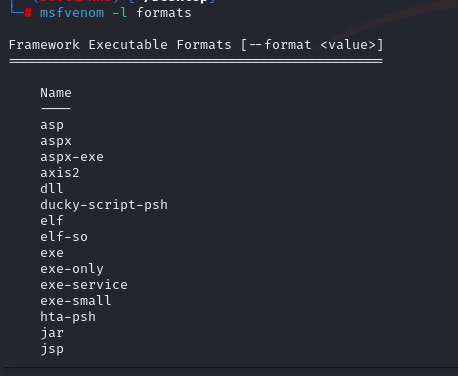 # msfvenom -l formats
Framework Executable Formats [--format <value>]
===============================================
Name
----
asp
aspx
aspx-exe
axis2
dll
ducky-script-psh
elf
elf-so
exe
exe-only
exe-service
exe-small
hta-psh
jar
jsp